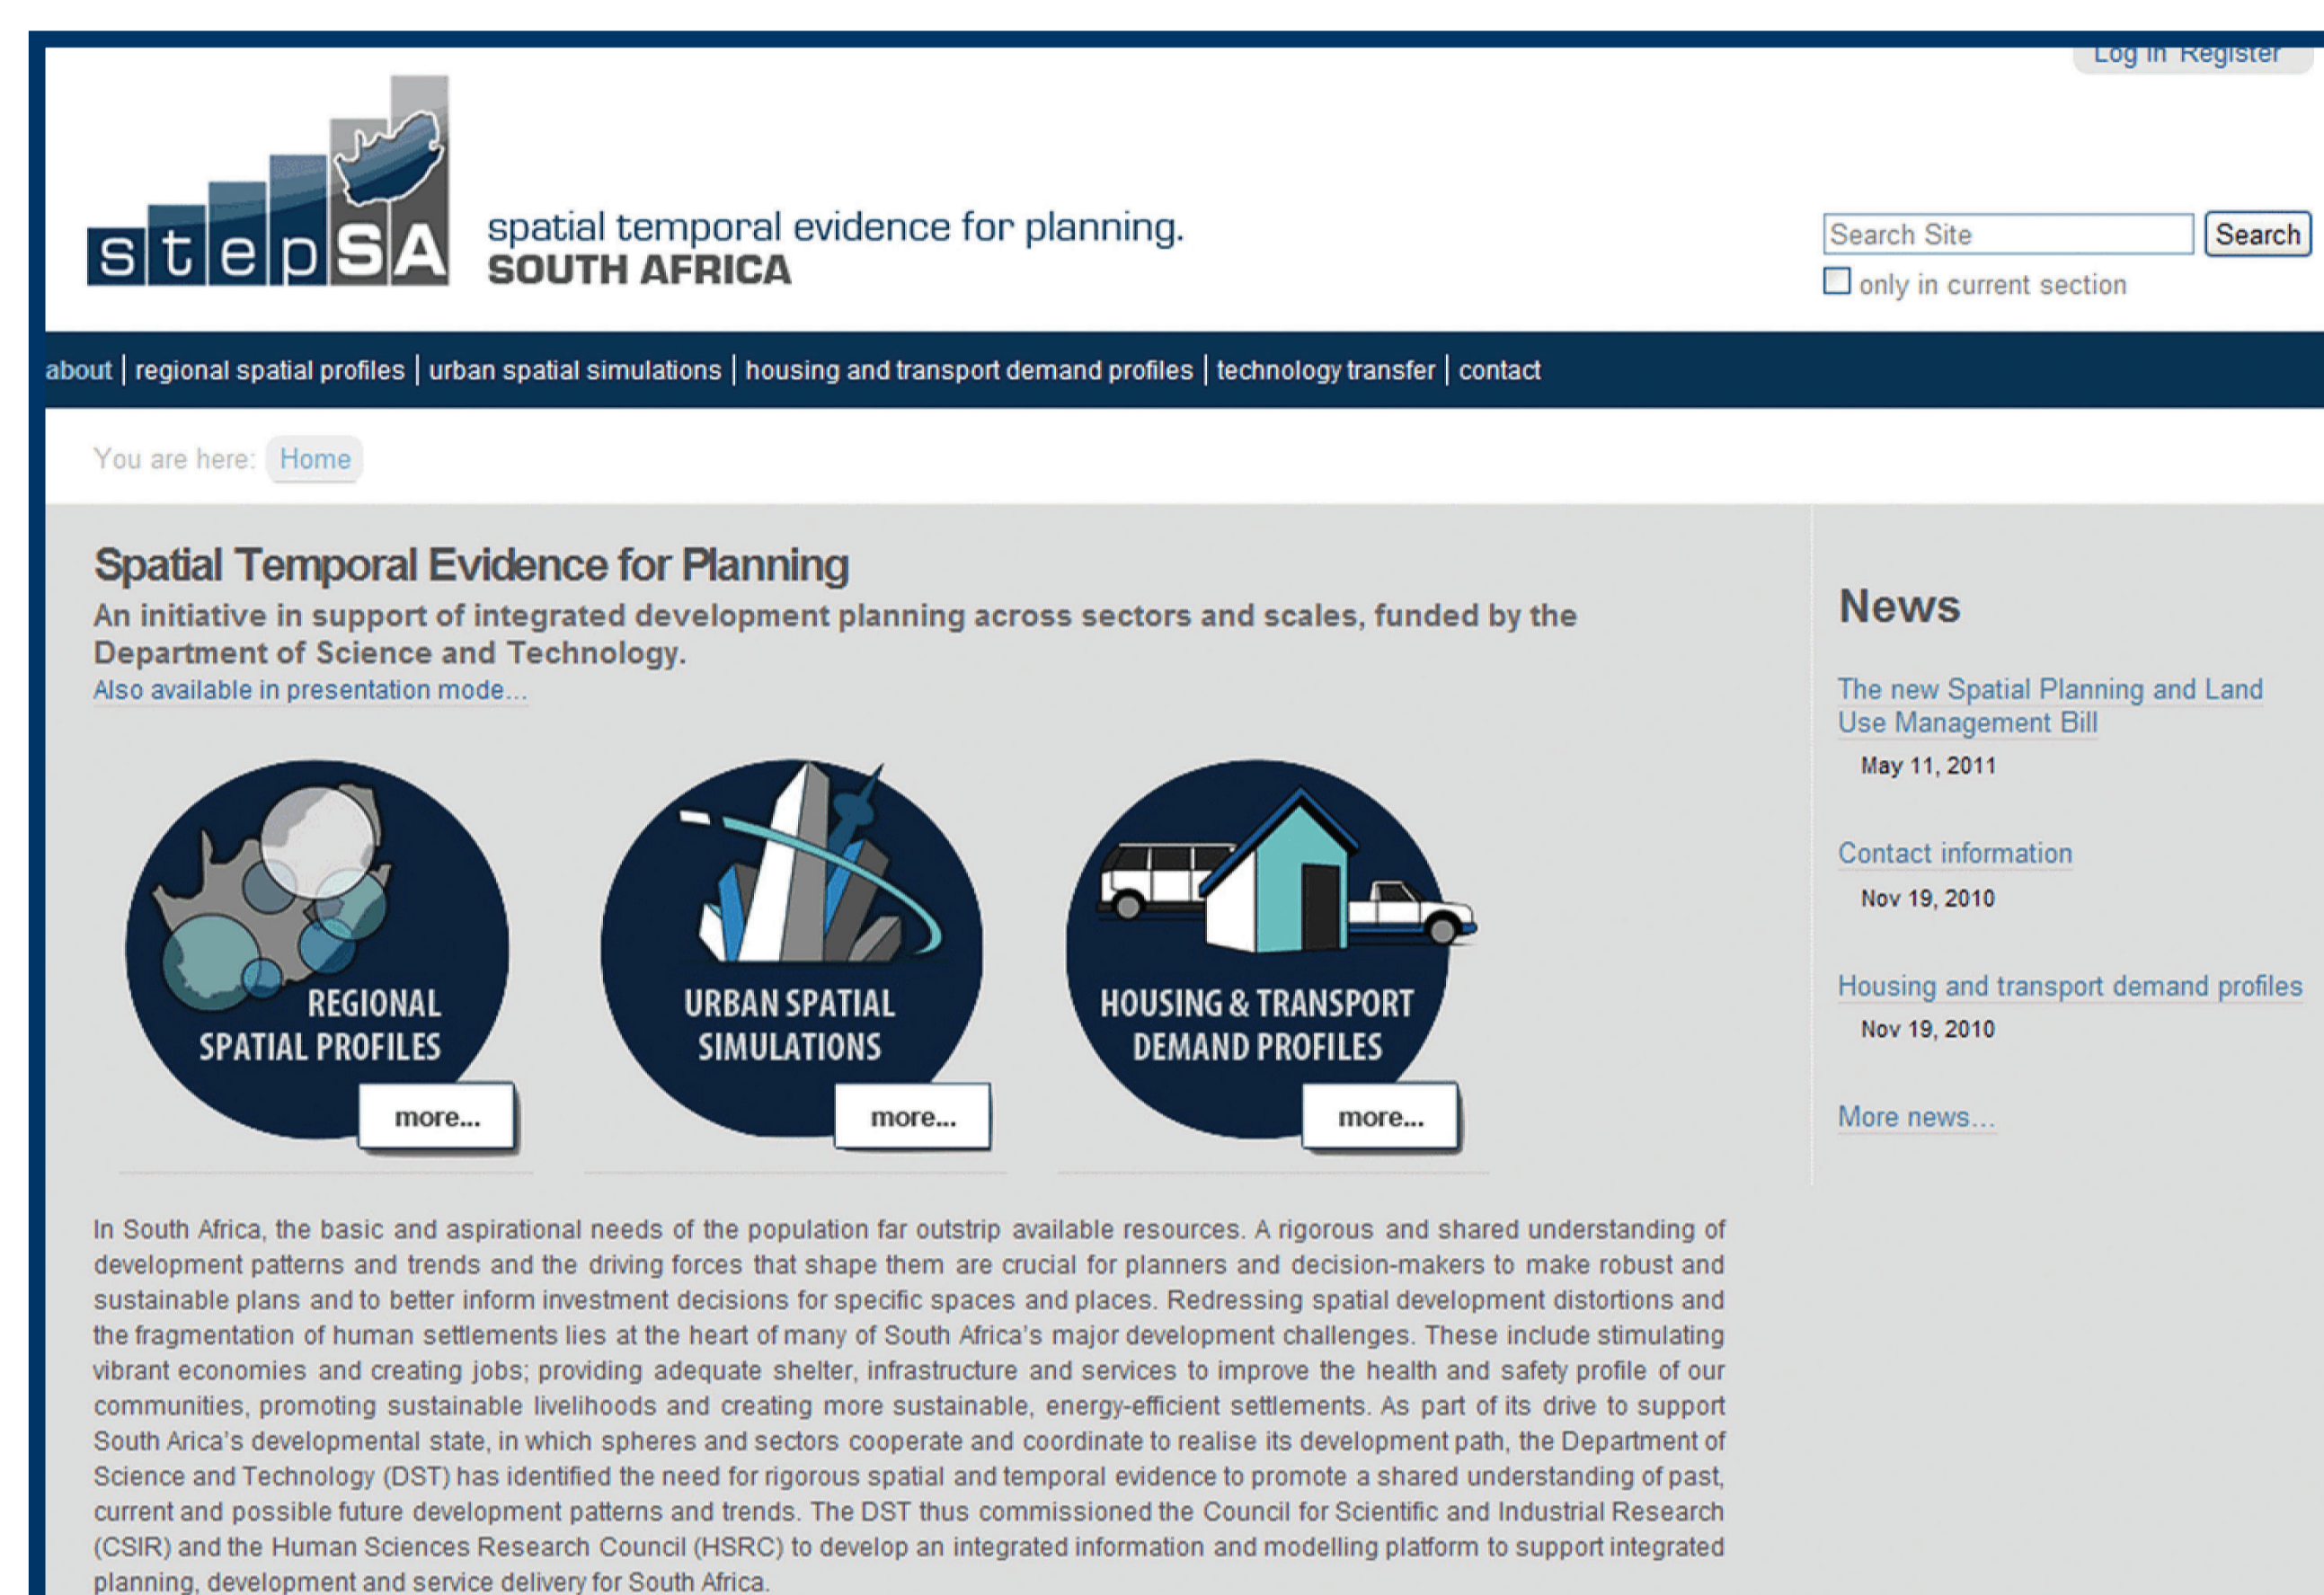 Log in Register
stepSA
spatial temporal evidence for planning.
SOUTH AFRICA
Search Site
Search
only in current section
about | regional spatial profiles | urban spatial simulations | housing and transport demand profiles | technology transfer | contact
You are here: Home
Spatial Temporal Evidence for Planning
An initiative in support of integrated development planning across sectors and scales, funded by the
Department of Science and Technology.
Also available in presentation mode...
REGIONAL
SPATIAL PROFILES
more...
URBAN SPATIAL
SIMULATIONS
more...
HOUSING & TRANSPORT
DEMAND PROFILES
more...
In South Africa, the basic and aspirational needs of the population far outstrip available resources. A rigorous and shared understanding of
development patterns and trends and the driving forces that shape them are crucial for planners and decision-makers to make robust and
sustainable plans and to better inform investment decisions for specific spaces and places. Redressing spatial development distortions and
the fragmentation of human settlements lies at the heart of many of South Africa's major development challenges. These include stimulating
vibrant economies and creating jobs; providing adequate shelter, infrastructure and services to improve the health and safety profile of our
communities, promoting sustainable livelihoods and creating more sustainable, energy-efficient settlements. As part of its drive to support
South Arica's developmental state, in which spheres and sectors cooperate and coordinate to realise its development path, the Department of
Science and Technology (DST) has identified the need for rigorous spatial and temporal evidence to promote a shared understanding of past,
current and possible future development patterns and trends. The DST thus commissioned the Council for Scientific and Industrial Research
(CSIR) and the Human Sciences Research Council (HSRC) to develop an integrated information and modelling platform to support integrated
planning, development and service delivery for South Africa.
News
The new Spatial Planning and Land
Use Management Bill
May 11, 2011
Contact information
Nov 19, 2010
Housing and transport demand profiles
Nov 19, 2010
More news...